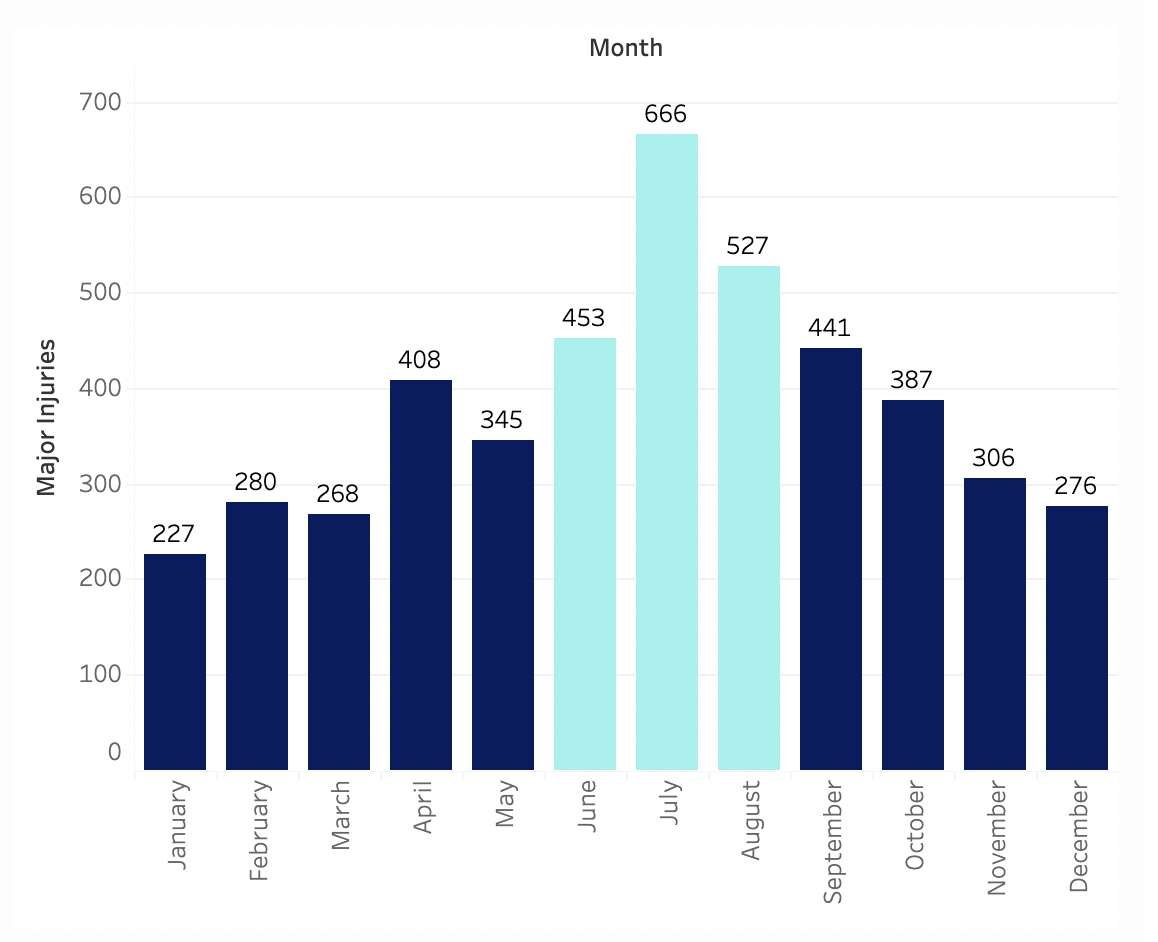 Month
Major Injuries
700
600
500
400
300
200
100
0
227
280
268
408
345
453
666
527
441
387
306
276
January
February
March
April
May
June
July
August
September
October
November
December